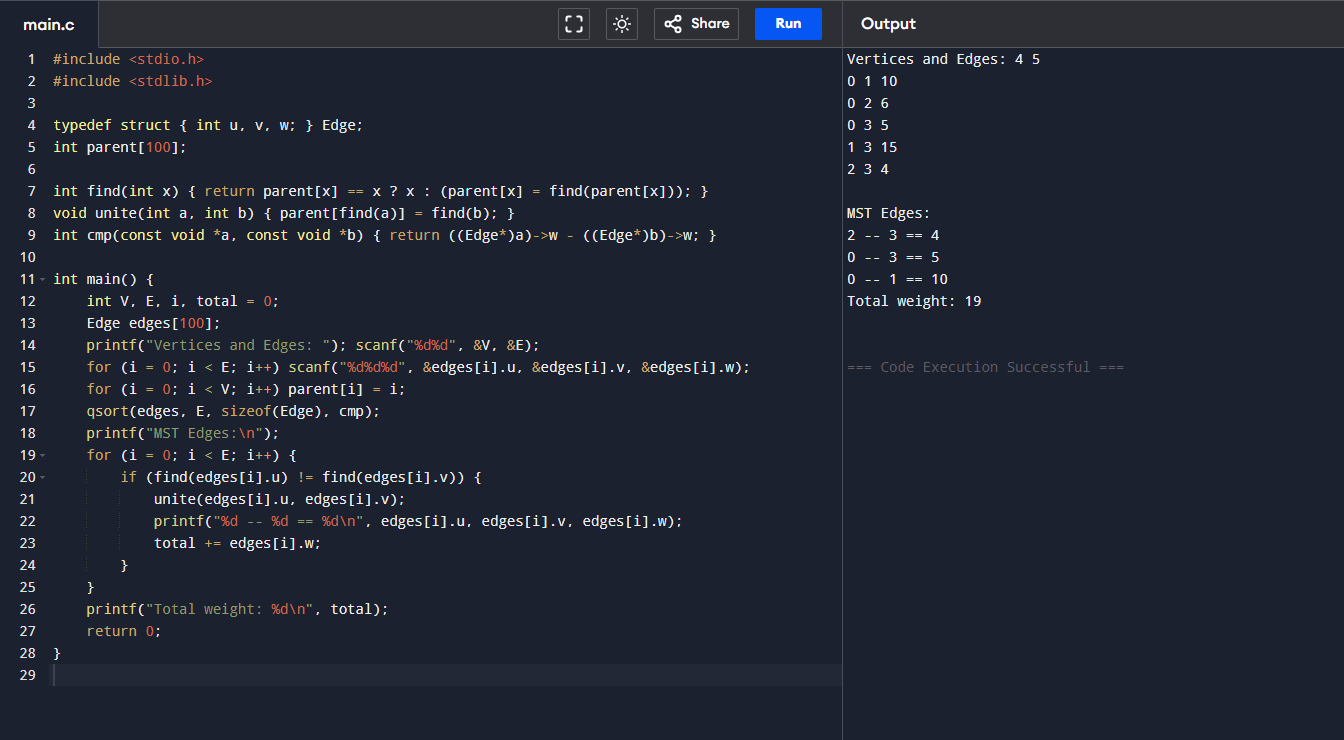 main.c
Share
Run
Output
1 #include <stdio.h>
2 #include <stdlib.h>
3
4 typedef struct { int u, v, w; } Edge;
5 int parent[100];
6
7 int find(int x) { return parent[x] == x ? x : (parent[x] = find(parent[x])); }
8 void unite(int a, int b) { parent[find(a)] = find(b); }
9 int cmp(const void *a, const void *b) { return ((Edge*)a)->w - ((Edge*)b)->w; }
10
11 int main() {
12     int V, E, i, total = 0;
13     Edge edges[100];
14     printf("Vertices and Edges: "); scanf("%d%d", &V, &E);
15     for (i = 0; i < E; i++) scanf("%d%d%d", &edges[i].u, &edges[i].v, &edges[i].w);
16     for (i = 0; i < V; i++) parent[i] = i;
17     qsort(edges, E, sizeof(Edge), cmp);
18     printf("MST Edges:\n");
19     for (i = 0; i < E; i++) {
20         if (find(edges[i].u) != find(edges[i].v)) {
21             unite(edges[i].u, edges[i].v);
22             printf("%d -- %d == %d\n", edges[i].u, edges[i].v, edges[i].w);
23             total += edges[i].w;
24         }
25     }
26     printf("Total weight: %d\n", total);
27     return 0;
28 }
29
Vertices and Edges: 4 5
0 1 10
0 2 6
0 3 5
1 3 15
2 3 4

MST Edges:
2 -- 3 == 4
0 -- 3 == 5
0 -- 1 == 10
Total weight: 19

=== Code Execution Successful ===